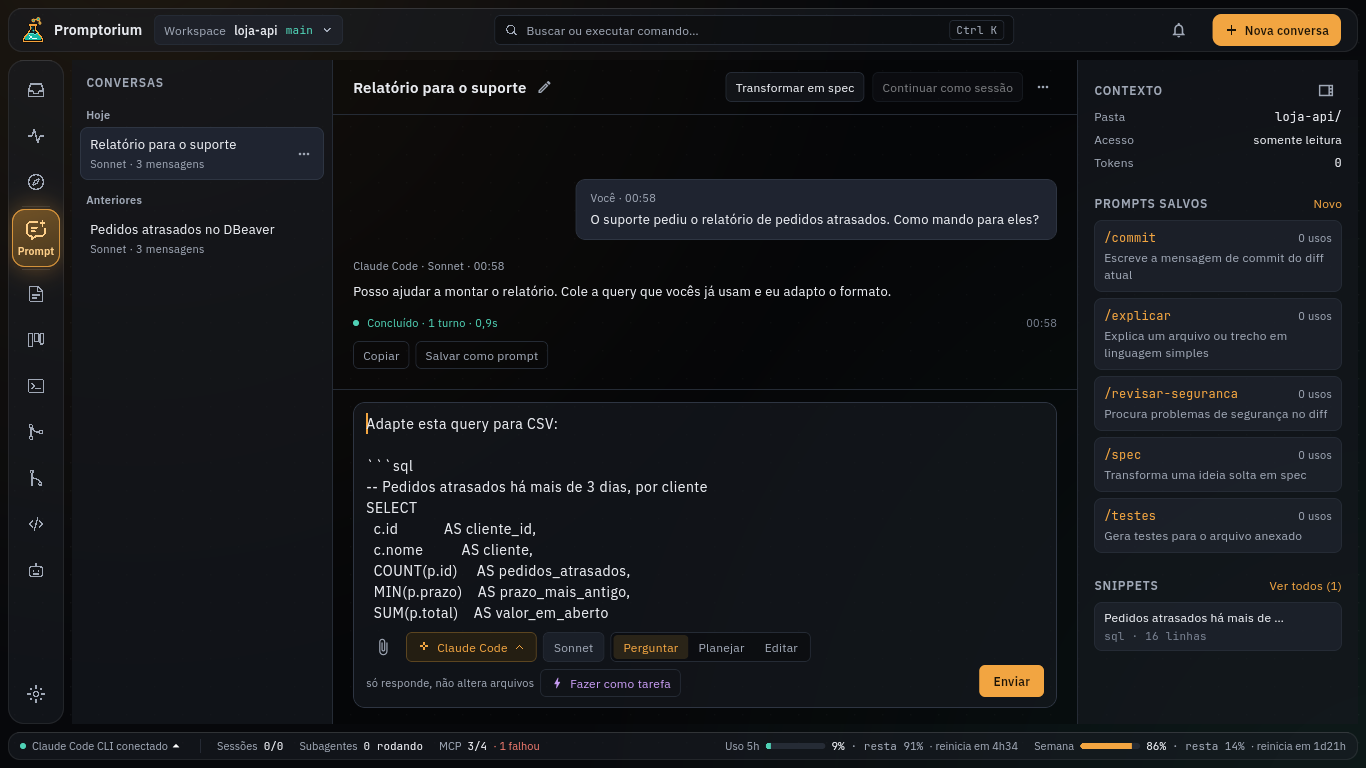 Promptorium
Workspace loja-api main
Buscar ou executar comando...
Ctrl K
Nova conversa
CONVERSAS
Hoje
Relatório para o suporte
Sonnet · 3 mensagens
Anteriores
Pedidos atrasados no DBeaver
Sonnet · 3 mensagens
Prompt
Relatório para o suporte
Transformar em spec
Continuar como sessão
Você · 00:58
O suporte pediu o relatório de pedidos atrasados. Como mando para eles?
Claude Code · Sonnet · 00:58
Posso ajudar a montar o relatório. Cole a query que vocês já usam e eu adapto o formato.
Concluído · 1 turno · 0,9s
00:58
Copiar
Salvar como prompt
Adapte esta query para CSV:
```sql
-- Pedidos atrasados há mais de 3 dias, por cliente
SELECT
c.id AS cliente_id,
c.nome AS cliente,
COUNT(p.id) AS pedidos_atrasados,
MIN(p.prazo) AS prazo_mais_antigo,
SUM(p.total) AS valor_em_aberto
Claude Code
Sonnet
Perguntar
Planejar
Editar
só responde, não altera arquivos
Fazer como tarefa
Enviar
CONTEXTO
Pasta loja-api/
Acesso somente leitura
Tokens 0
PROMPTS SALVOS Novo
/commit 0 usos
Escreve a mensagem de commit do diff
atual
/explicar 0 usos
Explica um arquivo ou trecho em
linguagem simples
/revisar-seguranca 0 usos
Procura problemas de segurança no diff
/spec 0 usos
Transforma uma ideia solta em spec
/testes 0 usos
Gera testes para o arquivo anexado
SNIPPETS Ver todos (1)
Pedidos atrasados há mais de ...
sql · 16 linhas
Claude Code CLI conectado
Sessões 0/0
Subagentes 0 rodando
MCP 3/4 · 1 falhou
Uso 5h 9% · resta 91% · reinicia em 4h34
Semana 86% · resta 14% · reinicia em 1d21h